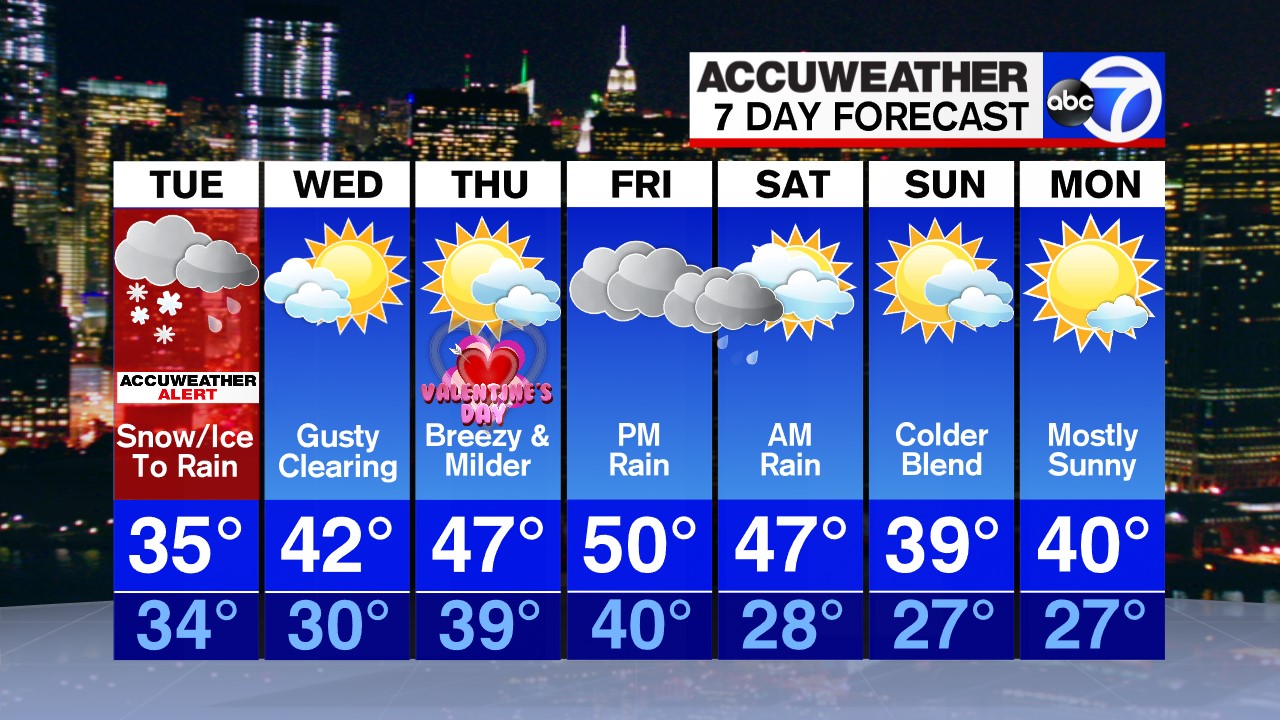 ACCUWEATHER
7 DAY FORECAST
abc 7
TUE WED THU FRI SAT SUN MON
ACCUWEATHER
ALERT
VALENTINE'S
DAY
Snow/Ice
To Rain
Gusty
Clearing
Breezy &
Milder
PM
Rain
AM
Rain
Colder
Blend
Mostly
Sunny
35° 42° 47° 50° 47° 39° 40°
34° 30° 39° 40° 28° 27° 27°